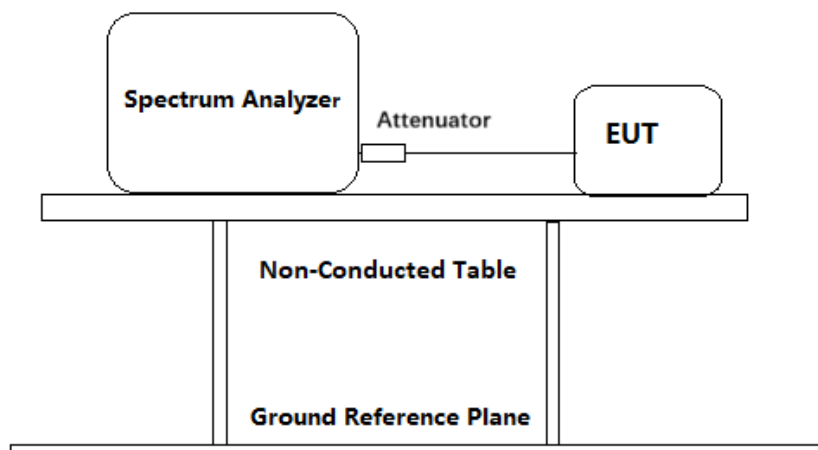 Spectrum Analyzer
Attenuator
EUT
Non-Conducted Table
Ground Reference Plane